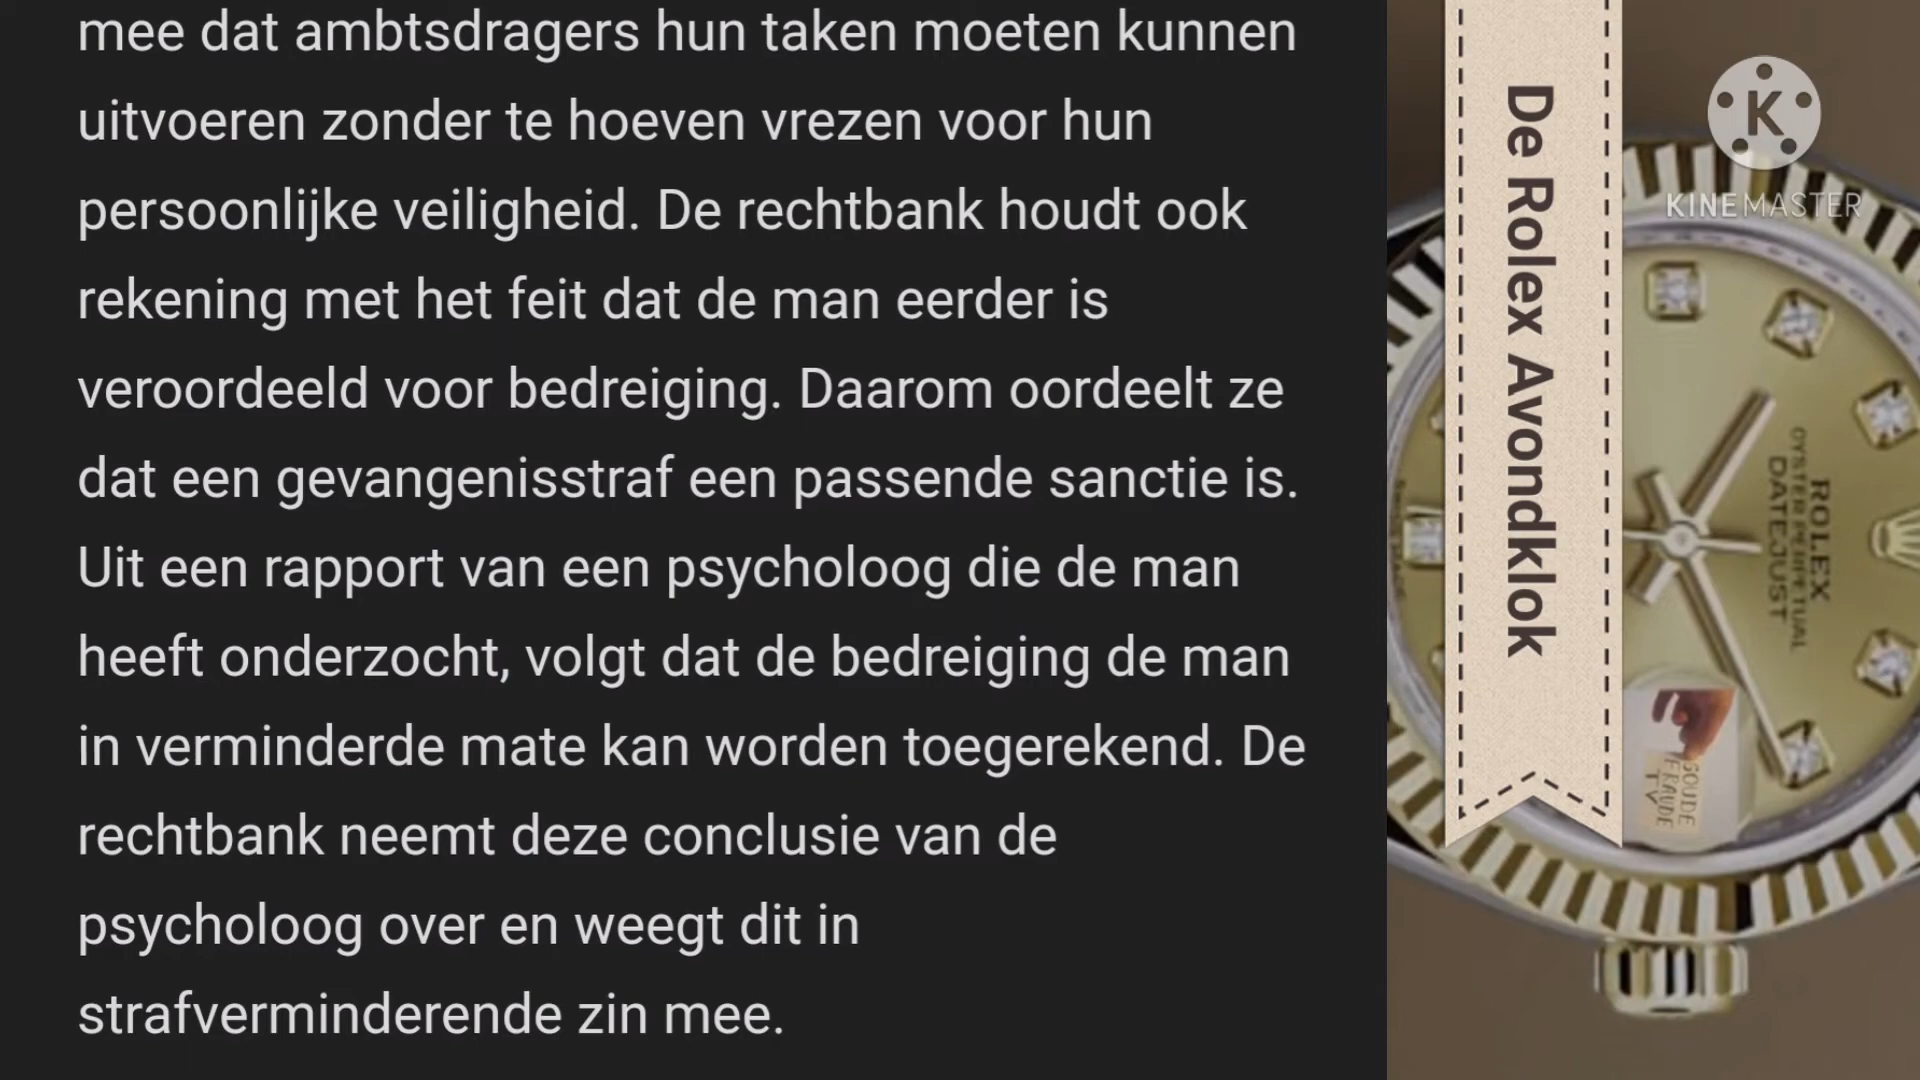 mee dat ambtsdragers hun taken moeten kunnen
uitvoeren zonder te hoeven vrezen voor hun
persoonlijke veiligheid. De rechtbank houdt ook
rekening met het feit dat de man eerder is
veroordeeld voor bedreiging. Daarom oordeelt ze
dat een gevangenisstraf een passende sanctie is.
Uit een rapport van een psycholoog die de man
heeft onderzocht, volgt dat de bedreiging de man
in verminderde mate kan worden toegerekend. De
rechtbank neemt deze conclusie van de
psycholoog over en weegt dit in
strafverminderende zin mee.
De Rolex Avondklok
K
KINEMASTER
ROLEX
OYSTER PERPETUAL
DATEJUST
GOUDE
FRAUDE
TV